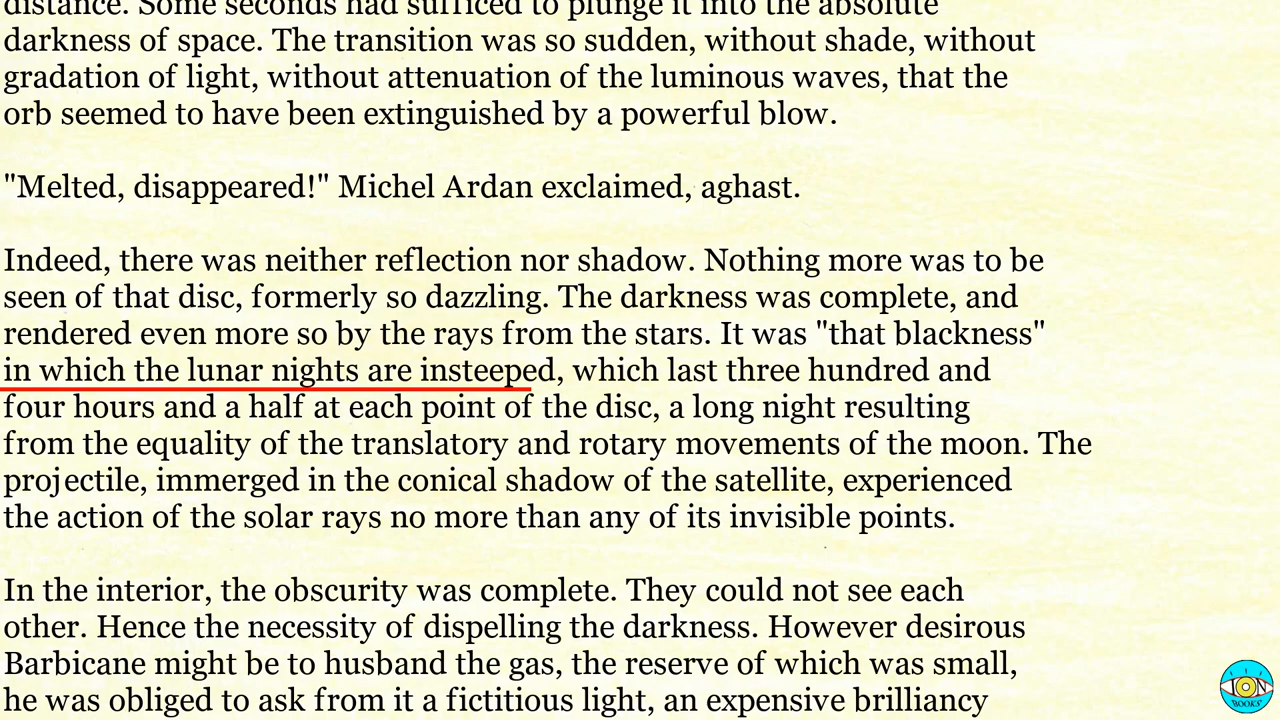 distance. Some seconds had sufficed to plunge it into the absolute
darkness of space. The transition was so sudden, without shade, without
gradation of light, without attenuation of the luminous waves, that the
orb seemed to have been extinguished by a powerful blow.
"Melted, disappeared!" Michel Ardan exclaimed, aghast.
Indeed, there was neither reflection nor shadow. Nothing more was to be
seen of that disc, formerly so dazzling. The darkness was complete, and
rendered even more so by the rays from the stars. It was "that blackness"
in which the lunar nights are insteeped, which last three hundred and
four hours and a half at each point of the disc, a long night resulting
from the equality of the translatory and rotary movements of the moon. The
projectile, immerged in the conical shadow of the satellite, experienced
the action of the solar rays no more than any of its invisible points.
In the interior, the obscurity was complete. They could not see each
other. Hence the necessity of dispelling the darkness. However desirous
Barbicane might be to husband the gas, the reserve of which was small,
he was obliged to ask from it a fictitious light, an expensive brilliancy
ION
BOOKS